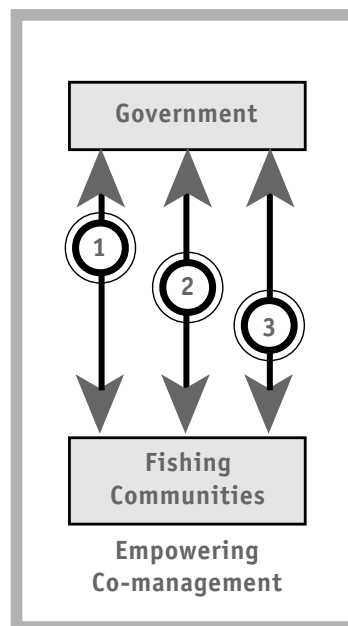 Government
1
2
3
Fishing
Communities
Empowering
Co-management